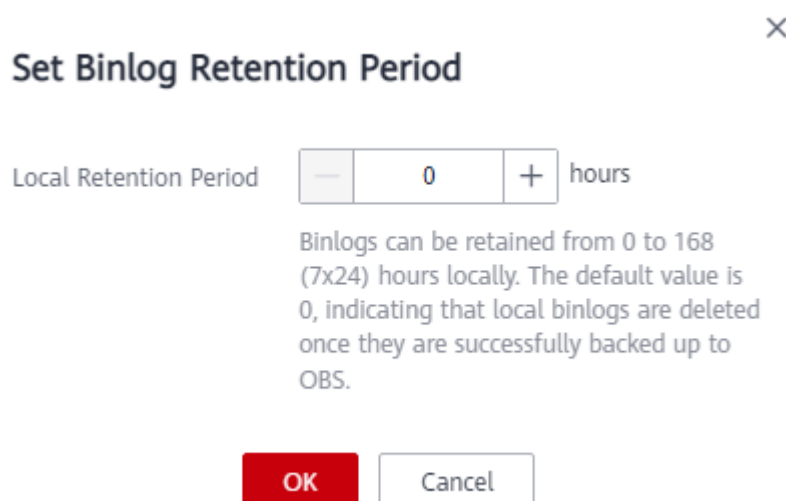 Set Binlog Retention Period
Local Retention Period — 0 + hours
Binlogs can be retained from 0 to 168
(7x24) hours locally. The default value is
0, indicating that local binlogs are deleted
once they are successfully backed up to
OBS.
OK Cancel